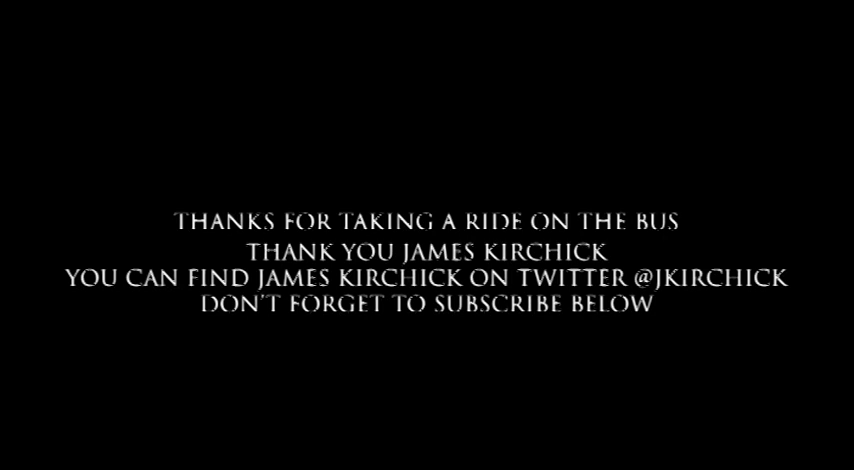 THANKS FOR TAKING A RIDE ON THE BUS
THANK YOU JAMES KIRCHICK
YOU CAN FIND JAMES KIRCHICK ON TWITTER @JKIRCHICK
DON'T FORGET TO SUBSCRIBE BELOW